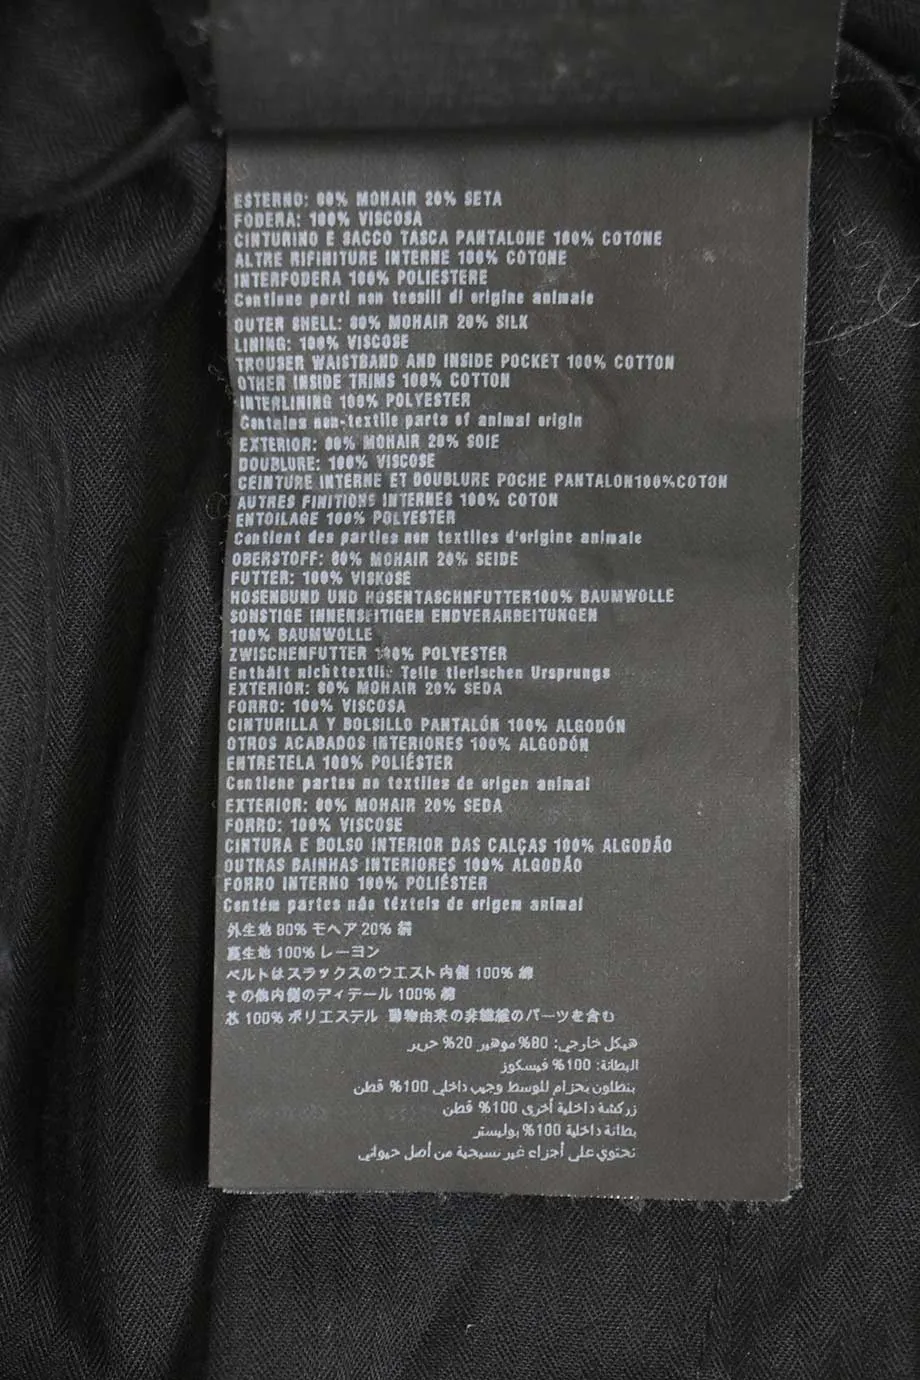 ESTERNO: 80% MOHAIR 20% SETA
FODERA: 100% VISCOSA
CINTURINO E SACCO TASCA PANTALONE 100% COTONE
ALTRE RIFINITURE INTERNE 100% COTONE
INTERFODERA 100% POLIESTERE
Contiene parti non tessili di origine animale
OUTER SHELL: 80% MOHAIR 20% SILK
LINING: 100% VISCOSE
TROUSER WAISTBAND AND INSIDE POCKET 100% COTTON
OTHER INSIDE TRIMS 100% COTTON
INTERLINING 100% POLYESTER
Contains non-textile parts of animal origin
EXTERIOR: 80% MOHAIR 20% SOIE
DOUBLURE: 100% VISCOSE
CEINTURE INTERNE ET DOUBLURE POCHE PANTALON100%COTON
AUTRES FINITIONS INTERNES 100% COTON
ENTOILAGE 100% POLYESTER
Contient des parties non textiles d'origine animale
OBERSTOFF: 80% MOHAIR 20% SEIDE
FUTTER: 100% VISKOSE
HOSENBUND UND HOSENTASCHNFUTTER100% BAUMWOLLE
SONSTIGE INNENSEITIGEN ENDVERARBEITUNGEN
100% BAUMWOLLE
ZWISCHENFUTTER 100% POLYESTER
Enthält nichttextile Teile tierischen Ursprungs
EXTERIOR: 80% MOHAIR 20% SEDA
FORRO: 100% VISCOSA
CINTURILLA Y BOLSILLO PANTALÓN 100% ALGODÓN
OTROS ACABADOS INTERIORES 100% ALGODÓN
ENTRETELA 100% POLIÉSTER
Contiene partes no textiles de origen animal
EXTERIOR: 80% MOHAIR 20% SEDA
FORRO: 100% VISCOSE
CINTURA E BOLSO INTERIOR DAS CALÇAS 100% ALGODÃO
OUTRAS BAINHAS INTERIORES 100% ALGODÃO
FORRO INTERNO 100% POLIÉSTER
Contém partes não têxteis de origem animal
外生地 80% モヘア 20% 絹
裏生地 100% レーヨン
ベルトはスラックスのウエスト内側 100% 綿
その他内側のディテール 100% 綿
芯 100% ポリエステル 動物由来の非繊維のパーツを含む
هيكل خارجي: 80% موهير 20% حرير
البطانة: 100% فيسكوز
بنطلون بحزام للوسط وجيب داخلي 100% قطن
زركشة داخلية أخرى 100% قطن
بطانة داخلية 100% بوليستر
تحتوي على أجزاء غير نسيجية من أصل حيواني